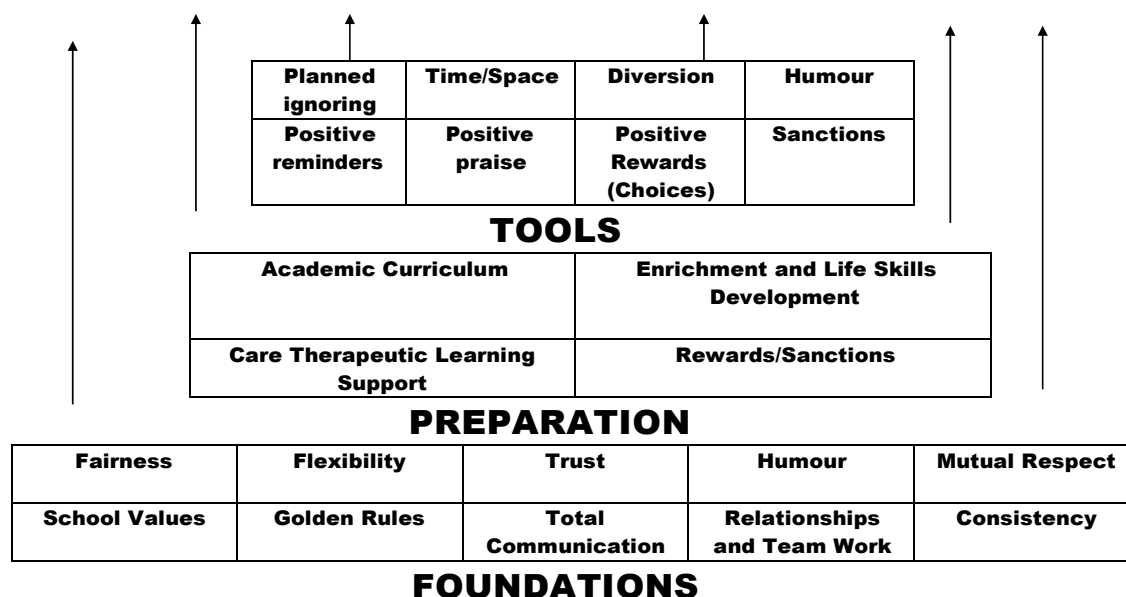 Planned
ignoring
Time/Space
Diversion
Humour
Positive
reminders
Positive
praise
Positive
Rewards
(Choices)
Sanctions
TOOLS
Academic Curriculum
Enrichment and Life Skills
Development
Care Therapeutic Learning
Support
Rewards/Sanctions
PREPARATION
Fairness
Flexibility
Trust
Humour
Mutual Respect
School Values
Golden Rules
Total
Communication
Relationships
and Team Work
Consistency
FOUNDATIONS